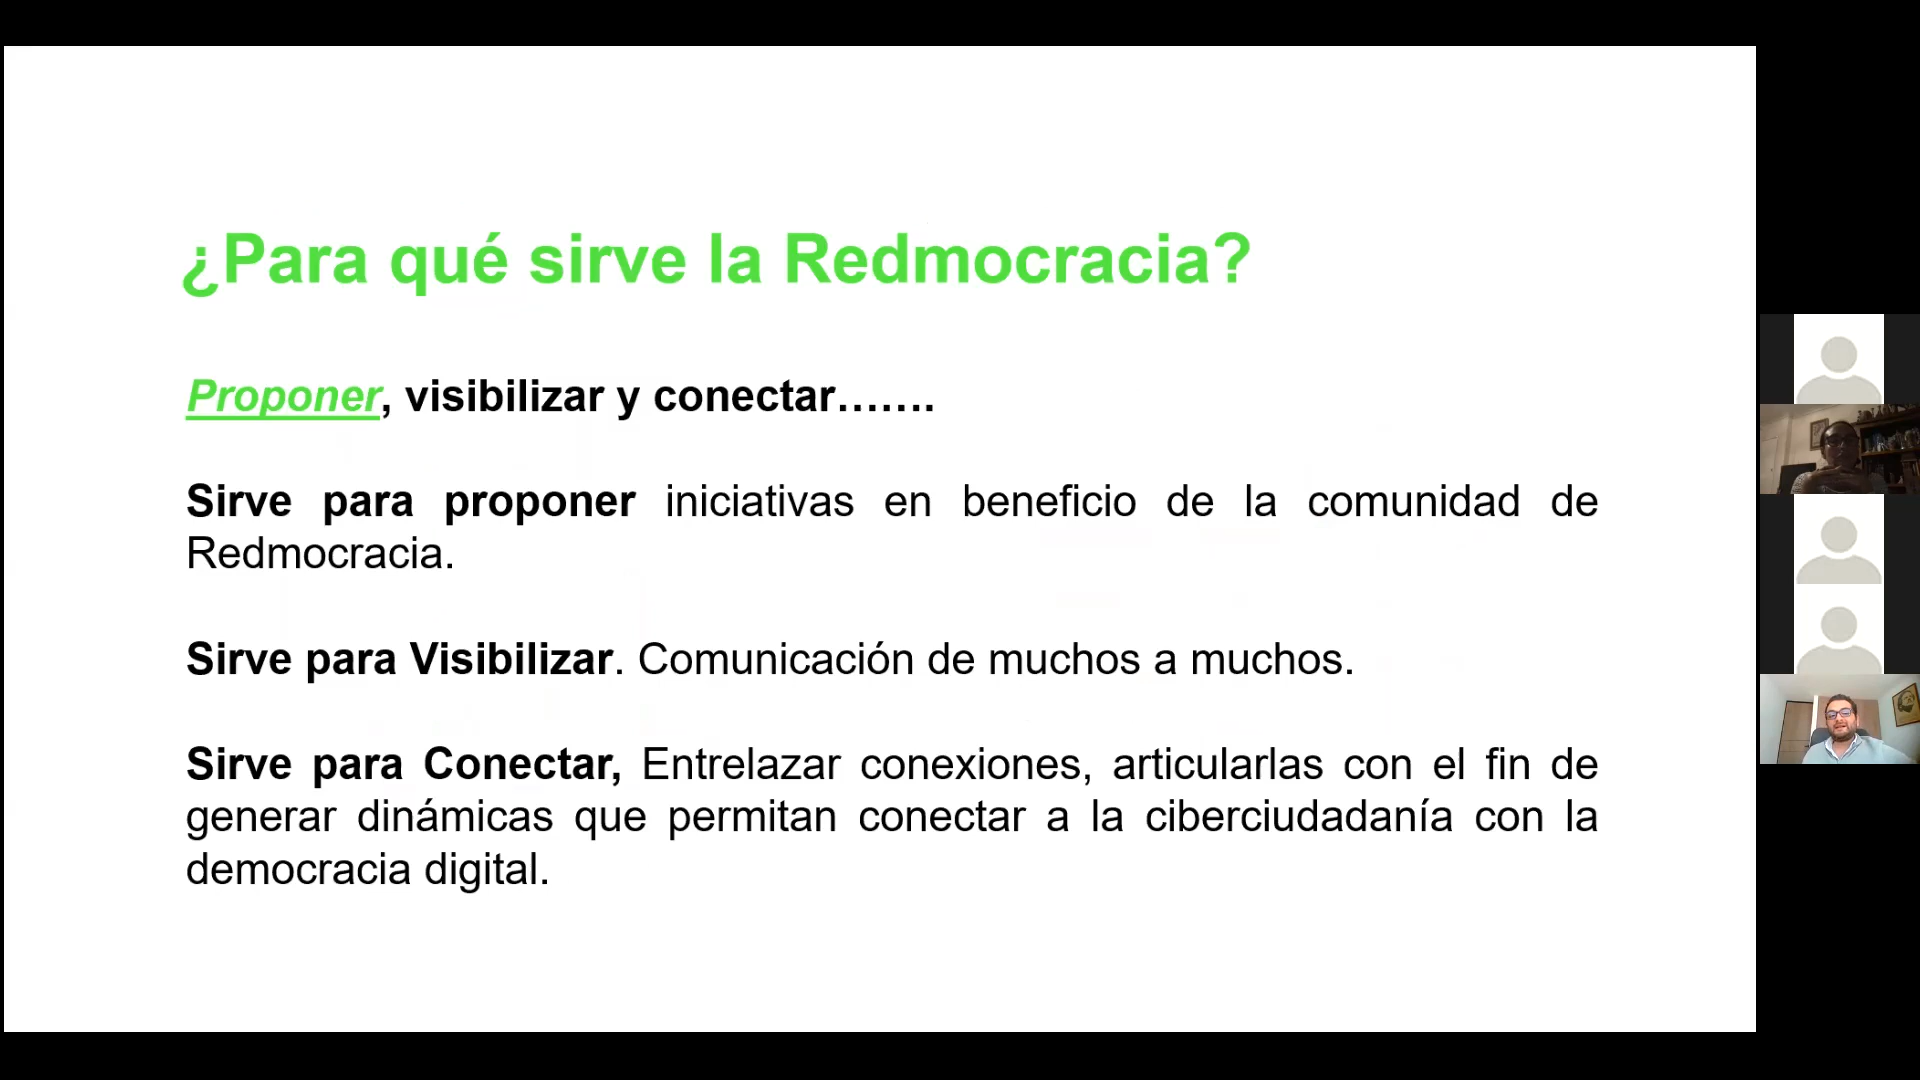 ¿Para qué sirve la Redmocracia?
Proponer, visibilizar y conectar…….
Sirve para proponer iniciativas en beneficio de la comunidad de
Redmocracia.
Sirve para Visibilizar. Comunicación de muchos a muchos.
Sirve para Conectar, Entrelazar conexiones, articularlas con el fin de
generar dinámicas que permitan conectar a la ciberciudadanía con la
democracia digital.